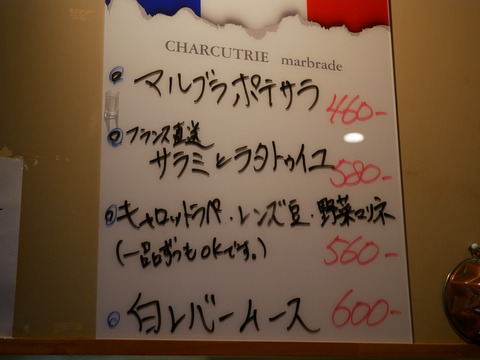 CHARCUTRIE marbrade
マルブラポテサラ 460-
フランス直送
サラミとラタトゥイユ 580-
キャロットラペ・レンズ豆・野菜マリネ
(一品ずつもOKです。) 560-
白レバームース 600-